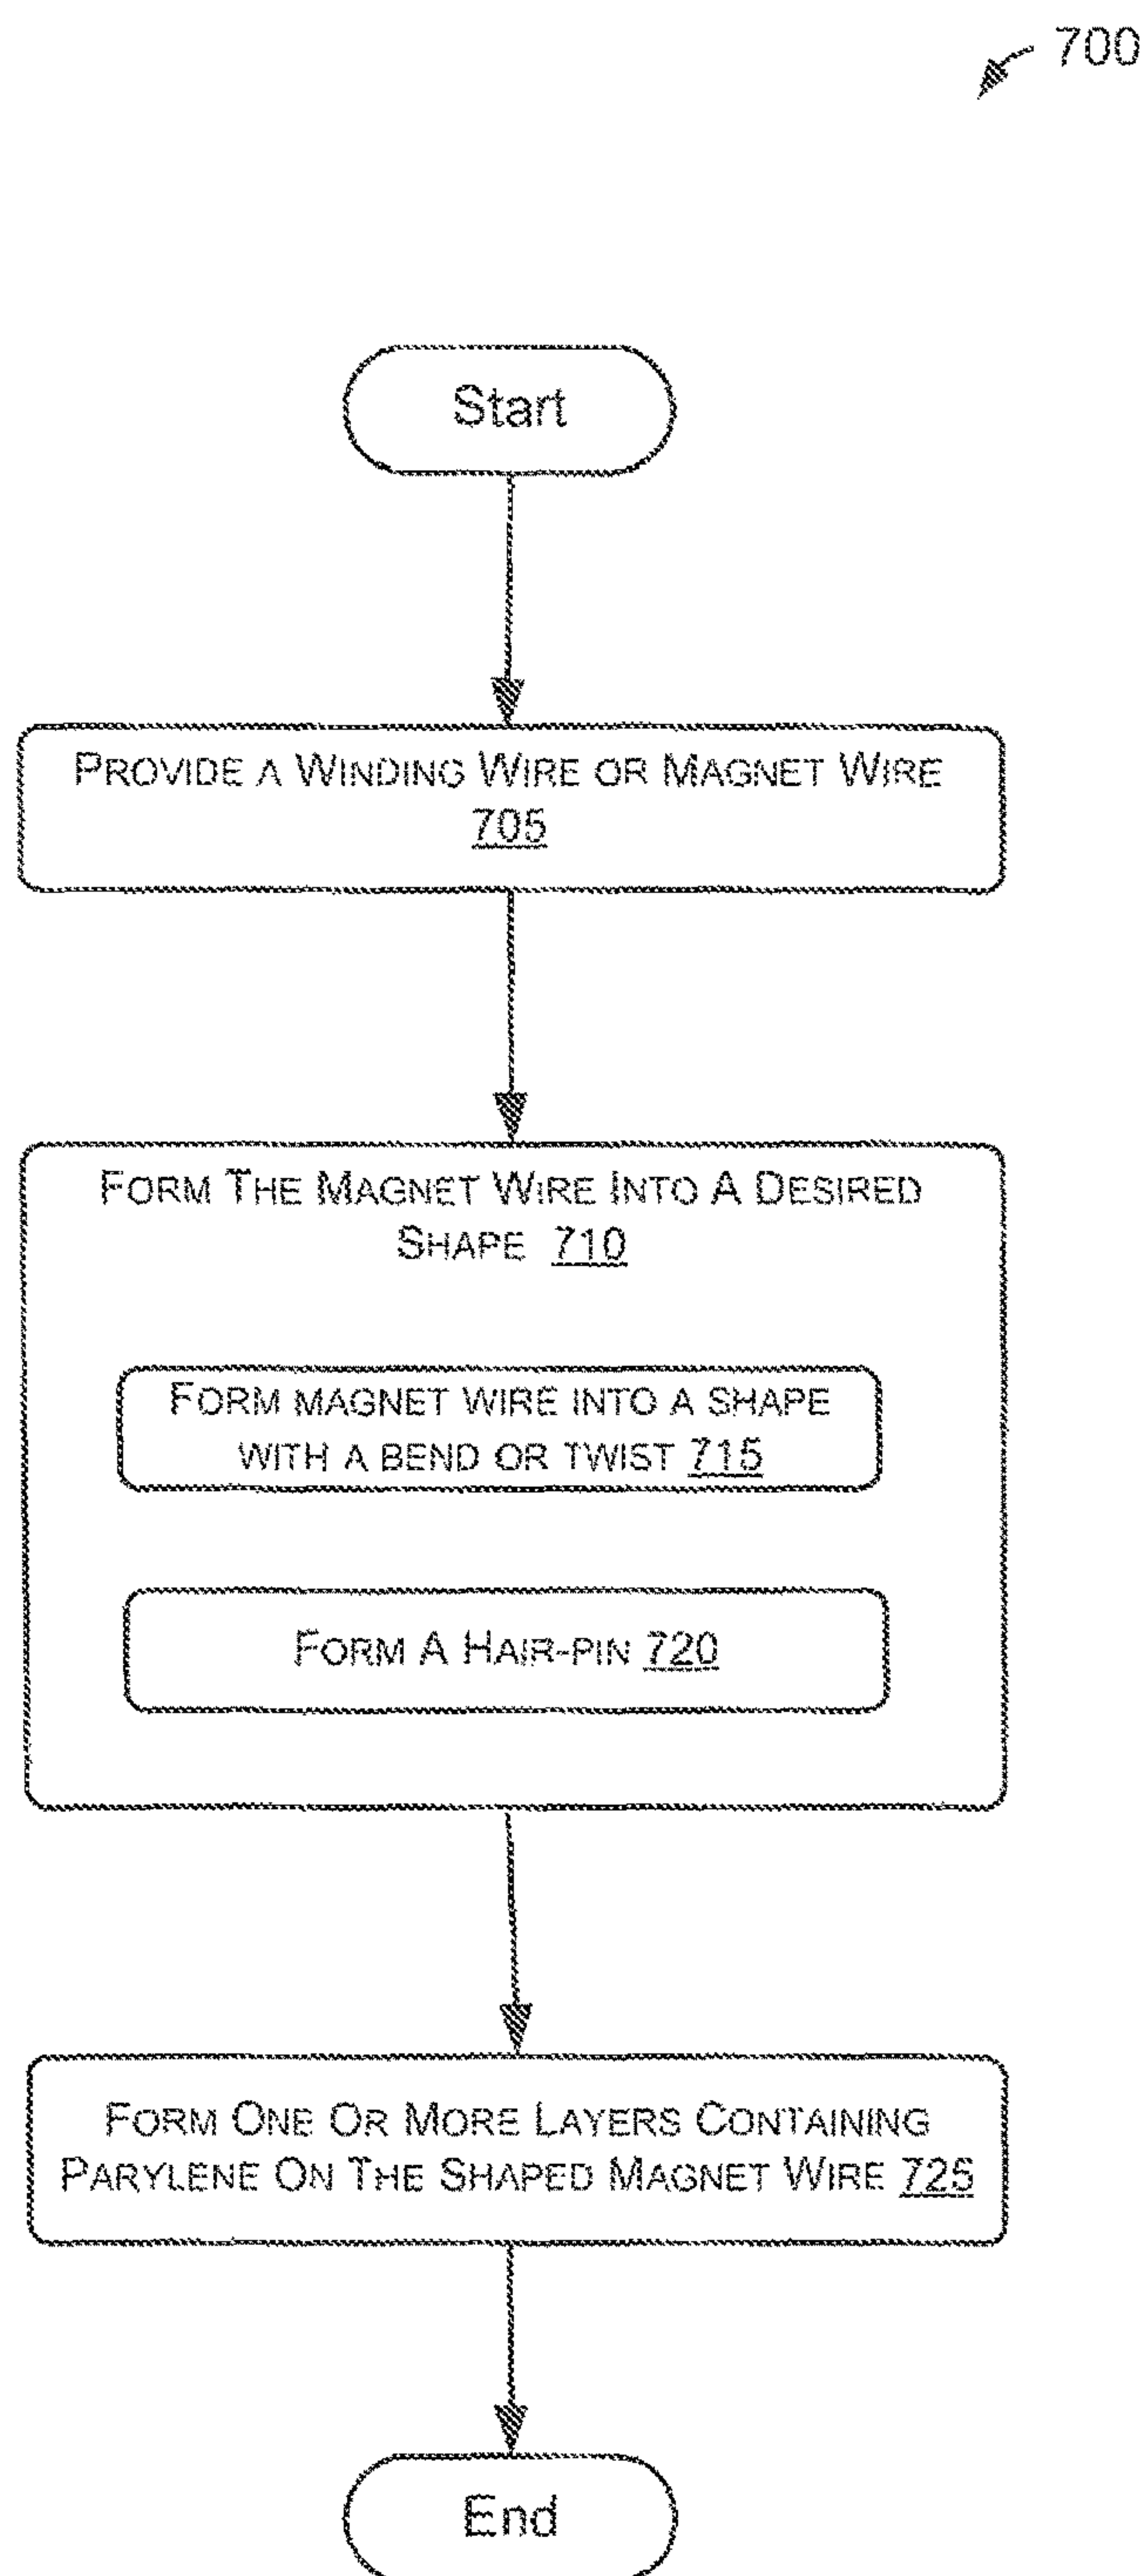 700
Start
PROVIDE A WINDING WIRE OR MAGNET WIRE
705
FORM THE MAGNET WIRE INTO A DESIRED
SHAPE 710
FORM MAGNET WIRE INTO A SHAPE
WITH A BEND OR TWIST 715
FORM A HAIR-PIN 720
FORM ONE OR MORE LAYERS CONTAINING
PARYLENE ON THE SHAPED MAGNET WIRE 725
End